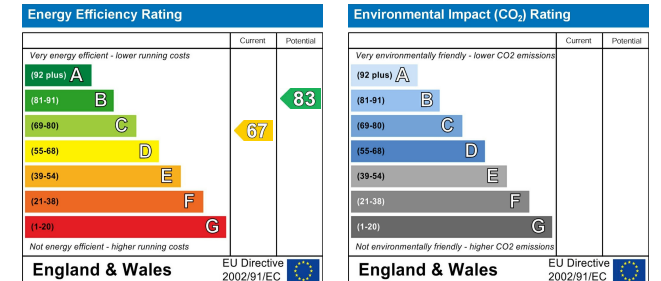 Energy Efficiency Rating
Current Potential
Very energy efficient - lower running costs
(92 plus) A
(81-91) B
83
(69-80) C
67
(55-68) D
(39-54) E
(21-38) F
(1-20) G
Not energy efficient - higher running costs
England & Wales
EU Directive
2002/91/EC
Environmental Impact (CO₂) Rating
Current Potential
Very environmentally friendly - lower CO2 emissions
(92 plus) A
(81-91) B
(69-80) C
(55-68) D
(39-54) E
(21-38) F
(1-20) G
Not environmentally friendly - higher CO2 emissions
England & Wales
EU Directive
2002/91/EC